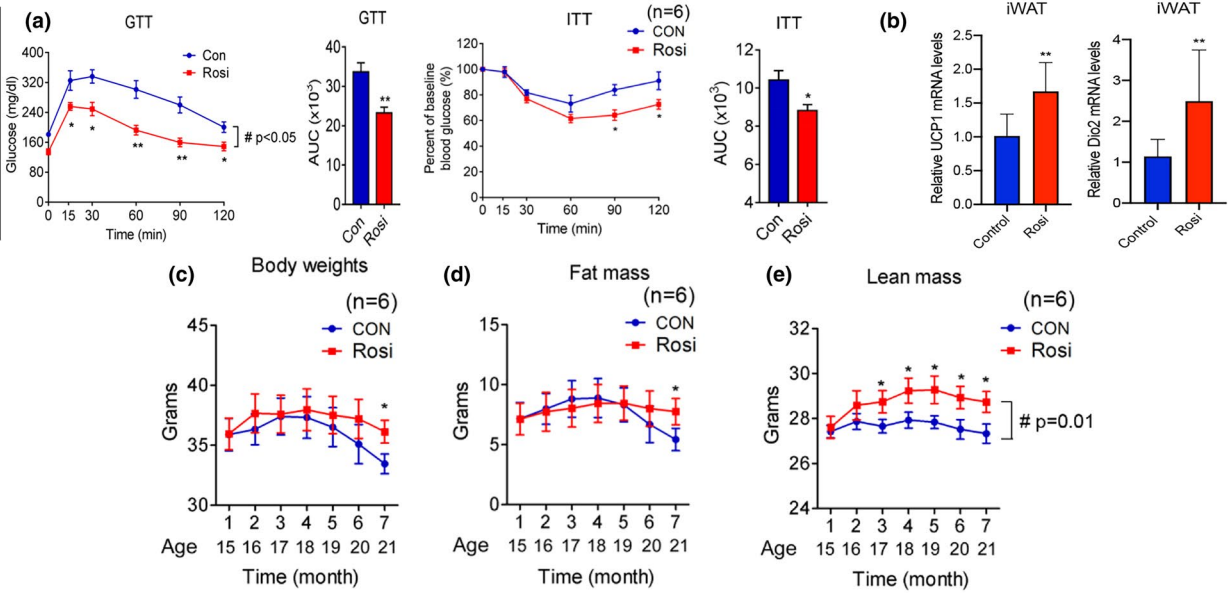 (a)
GTT
Glucose (mg/dl)
400
320
240
160
80
0
Con
Rosi
* * ** ** *
# p<0.05
0 15 30 60 90 120
Time (min)
GTT
AUC (x10³)
40
30
20
10
0
**
Con Rosi
ITT
(n=6)
CON
Rosi
Percent of baseline
blood glucose (%)
120
100
80
60
40
20
0
* *
0 15 30 60 90 120
Time (min)
ITT
AUC (x10³)
12
10
8
6
4
*
Con Rosi
(b)
iWAT
Relative UCP1 mRNA levels
2.5
2.0
1.5
1.0
0.5
0.0
**
Control Rosi
iWAT
Relative Dio2 mRNA levels
4
3
2
1
0
**
Control Rosi
(c)
Body weights
(n=6)
CON
Rosi
Grams
45
40
35
30
*
1 2 3 4 5 6 7
Age 15 16 17 18 19 20 21
Time (month)
(d)
Fat mass
(n=6)
CON
Rosi
Grams
15
10
5
0
*
1 2 3 4 5 6 7
Age 15 16 17 18 19 20 21
Time (month)
(e)
Lean mass
(n=6)
CON
Rosi
Grams
32
30
28
26
24
* * * * *
# p=0.01
1 2 3 4 5 6 7
Age 15 16 17 18 19 20 21
Time (month)